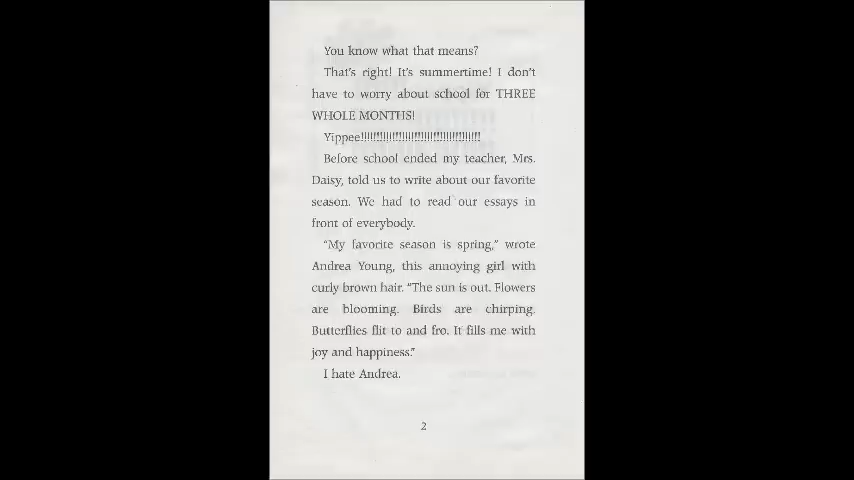 You know what that means?
That's right! It's summertime! I don't
have to worry about school for THREE
WHOLE MONTHS!
Yippee!!!!!!!!!!!!!!!!!!!!!!!!!!!!!!!!!!!!!!!!
Before school ended my teacher, Mrs.
Daisy, told us to write about our favorite
season. We had to read our essays in
front of everybody.
“My favorite season is spring,” wrote
Andrea Young, this annoying girl with
curly brown hair. “The sun is out. Flowers
are blooming. Birds are chirping.
Butterflies flit to and fro. It fills me with
joy and happiness.”
I hate Andrea.
2